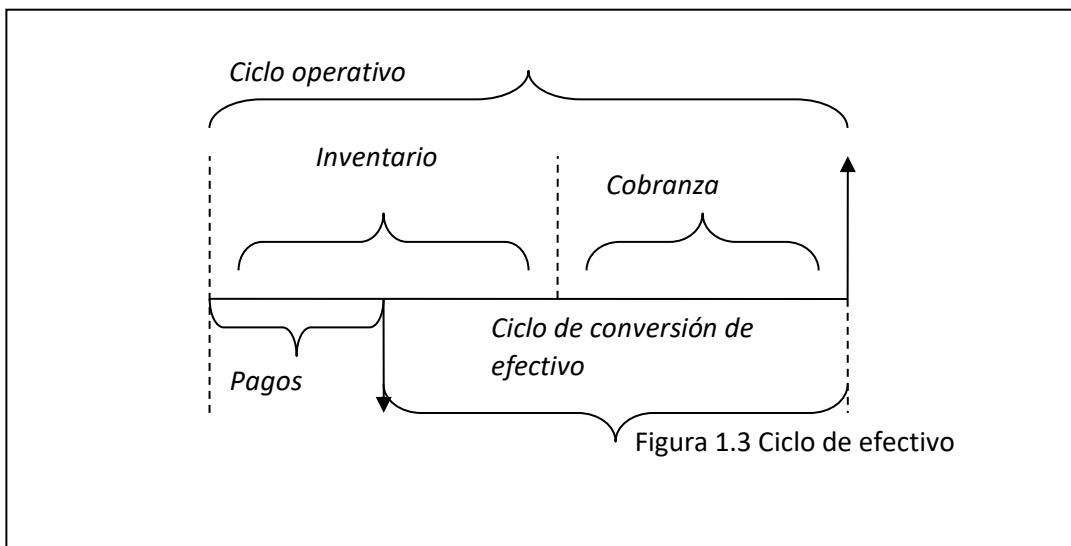 Ciclo operativo
Inventario
Cobranza
Ciclo de conversión de
efectivo
Pagos
Figura 1.3 Ciclo de efectivo